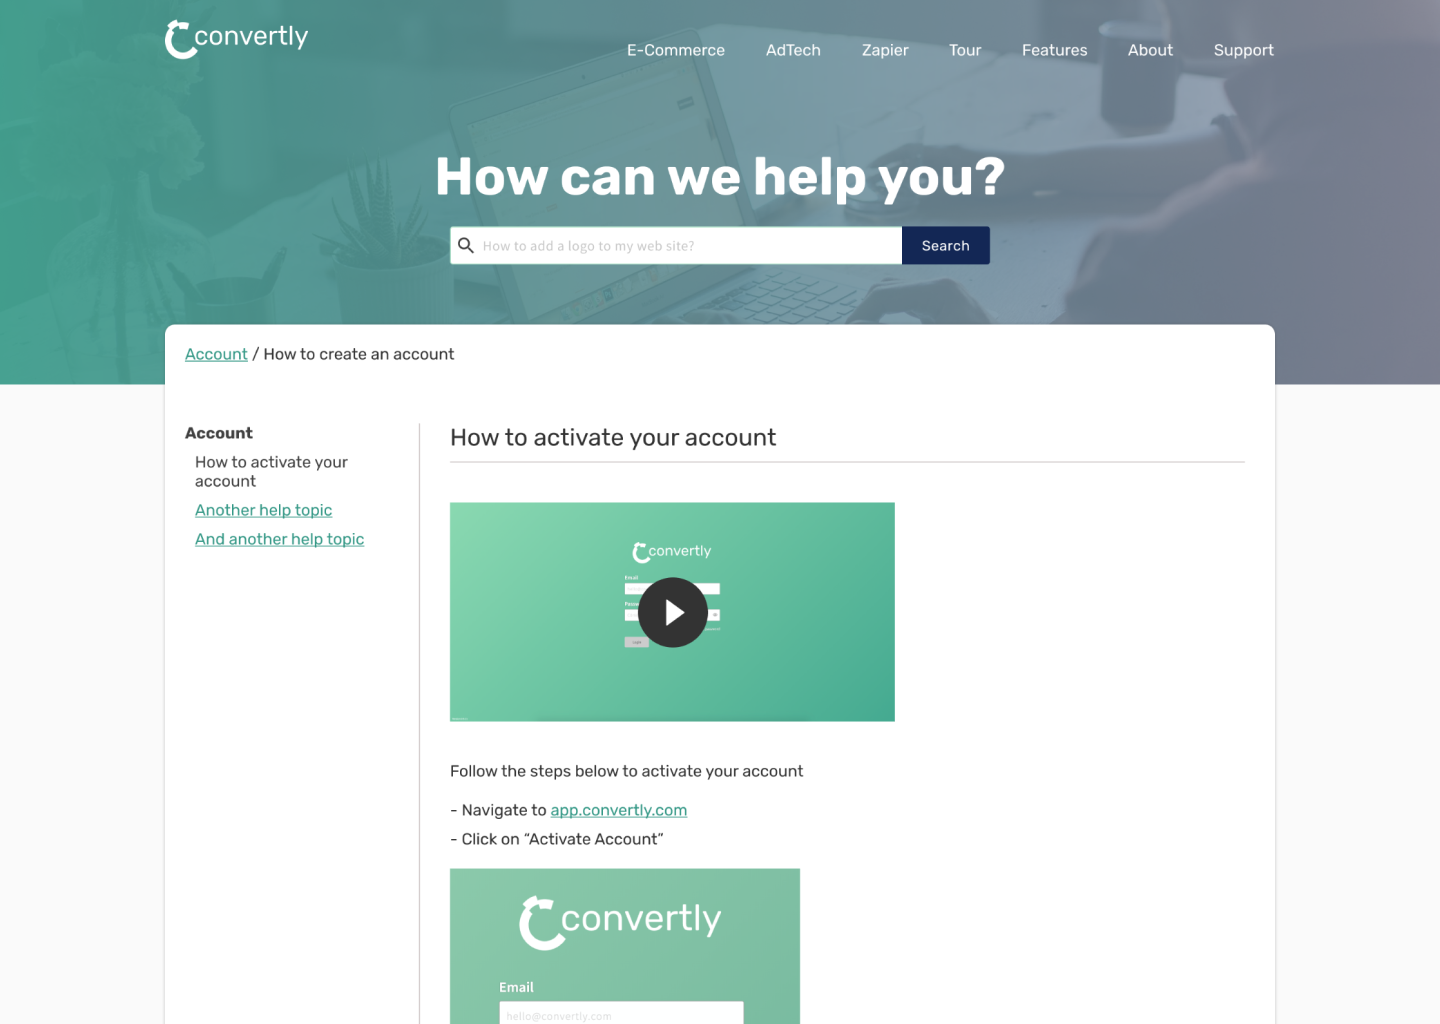 convertly
E-Commerce AdTech Zapier Tour Features About Support
How can we help you?
How to add a logo to my web site? Search
Account / How to create an account
Account
How to activate your
account
Another help topic
And another help topic
How to activate your account
convertly
Email
Login
Follow the steps below to activate your account
- Navigate to app.convertly.com
- Click on “Activate Account”
convertly
Email
hello@convertly.com